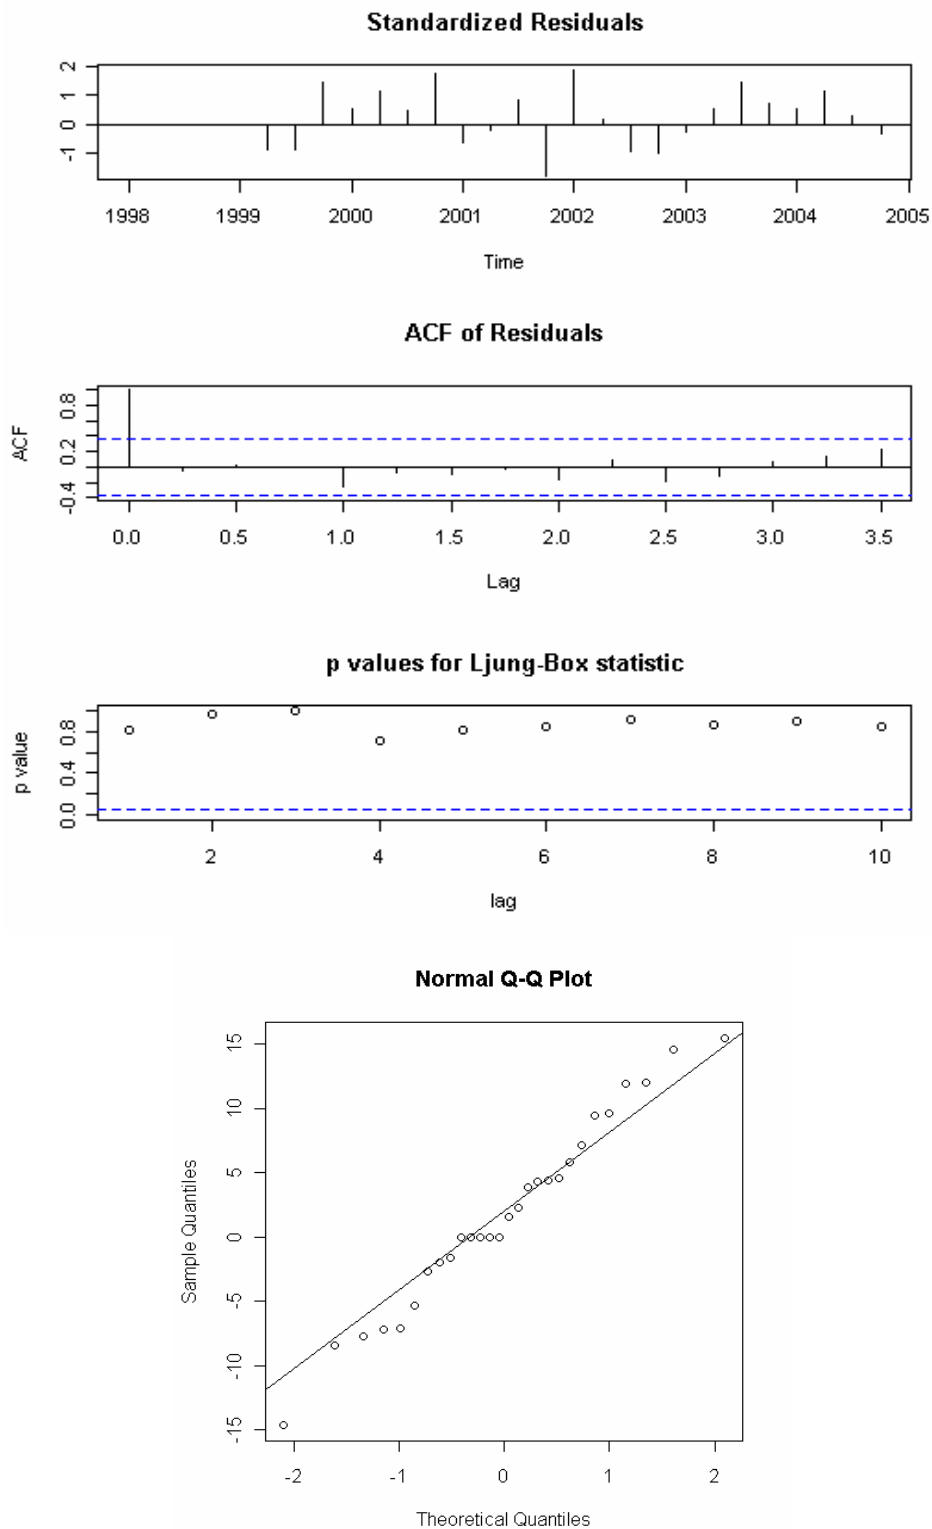 Standardized Residuals
2
1
0
-1
1998 1999 2000 2001 2002 2003 2004 2005
Time
ACF of Residuals
ACF
0.8
0.2
-0.4
0.0 0.5 1.0 1.5 2.0 2.5 3.0 3.5
Lag
p values for Ljung-Box statistic
p value
0.8
0.4
0.0
2 4 6 8 10
lag
Normal Q-Q Plot
Sample Quantiles
15
10
5
0
-5
-10
-15
-2 -1 0 1 2
Theoretical Quantiles